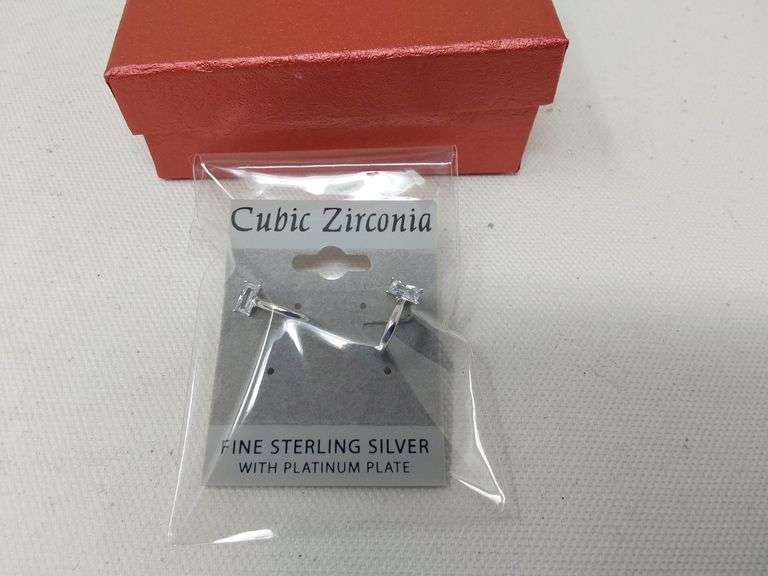 Cubic Zirconia
FINE STERLING SILVER
WITH PLATINUM PLATE